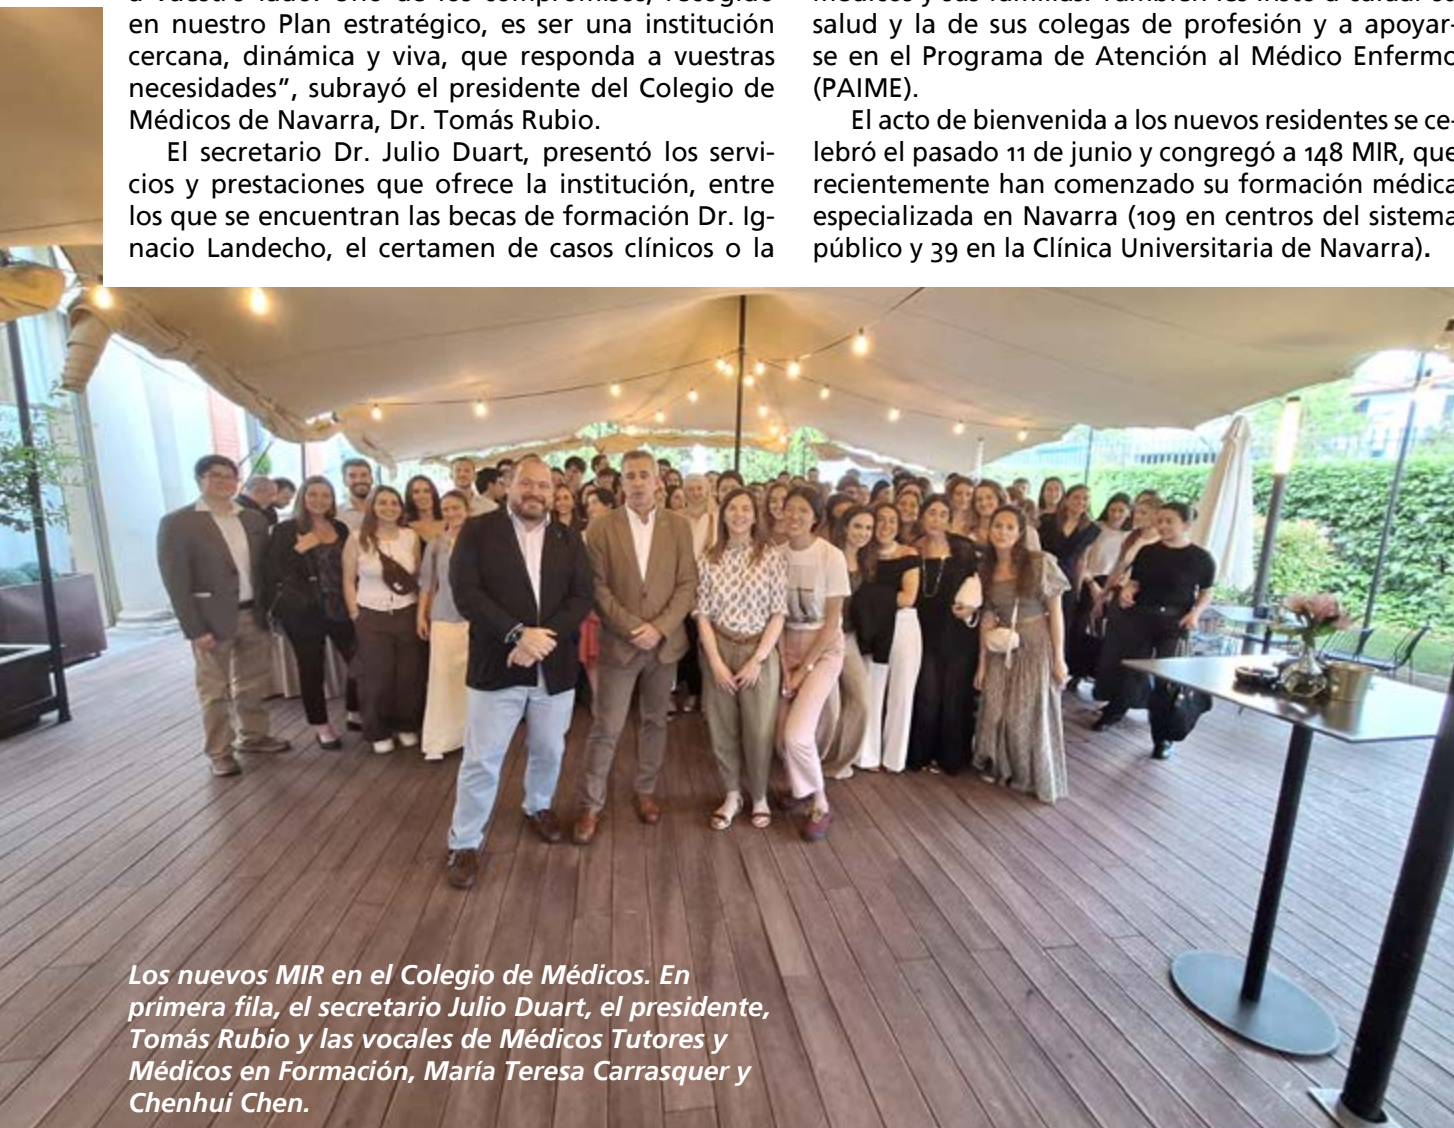 en nuestro Plan estratégico, es ser una institución
cercana, dinámica y viva, que responda a vuestras
necesidades”, subrayó el presidente del Colegio de
Médicos de Navarra, Dr. Tomás Rubio.
El secretario Dr. Julio Duart, presentó los servi-
cios y prestaciones que ofrece la institución, entre
los que se encuentran las becas de formación Dr. Ig-
nacio Landecho, el certamen de casos clínicos o la
salud y la de sus colegas de profesión y a apoyar-
se en el Programa de Atención al Médico Enfermo
(PAIME).
El acto de bienvenida a los nuevos residentes se ce-
lebró el pasado 11 de junio y congregó a 148 MIR, que
recientemente han comenzado su formación médica
especializada en Navarra (109 en centros del sistema
público y 39 en la Clínica Universitaria de Navarra).
Los nuevos MIR en el Colegio de Médicos. En
primera fila, el secretario Julio Duart, el presidente,
Tomás Rubio y las vocales de Médicos Tutores y
Médicos en Formación, María Teresa Carrasquer y
Chenhui Chen.